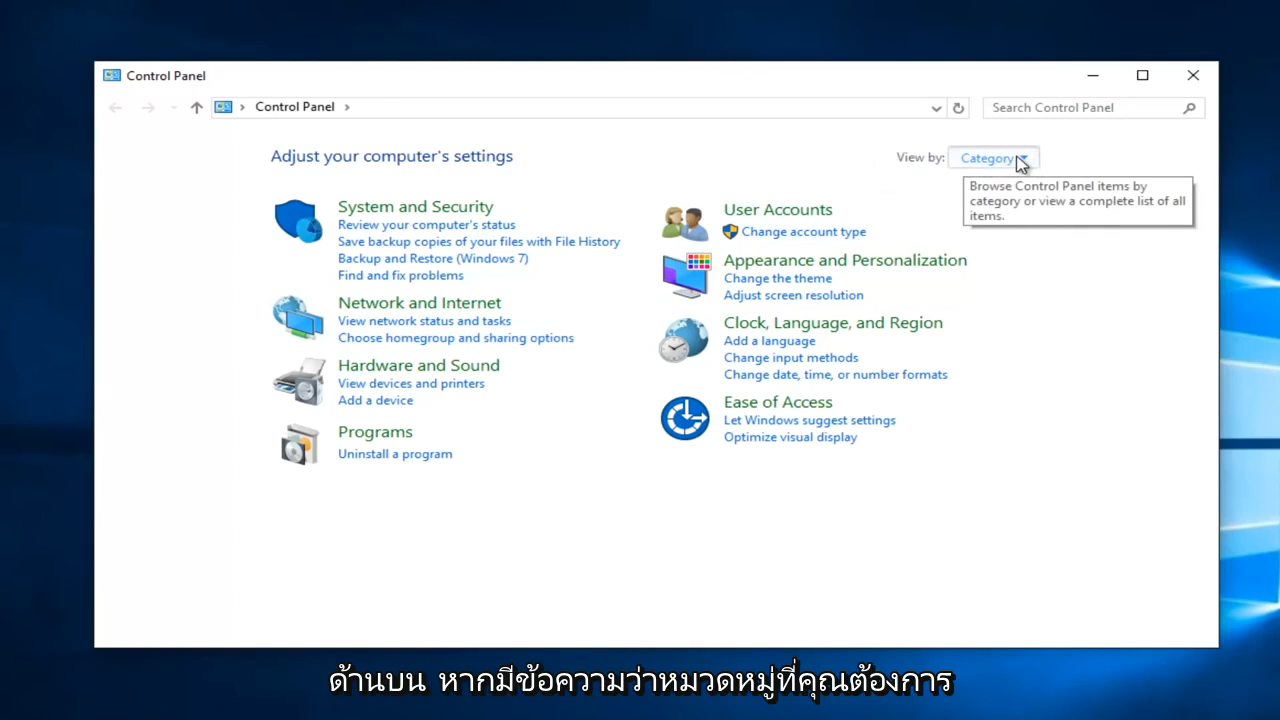 Control Panel
Control Panel
Search Control Panel
Adjust your computer's settings
View by:
Category
Browse Control Panel items by
category or view a complete list of all
items.
System and Security
Review your computer's status
Save backup copies of your files with File History
Backup and Restore (Windows 7)
Find and fix problems
Network and Internet
View network status and tasks
Choose homegroup and sharing options
Hardware and Sound
View devices and printers
Add a device
Programs
Uninstall a program
User Accounts
Change account type
Appearance and Personalization
Change the theme
Adjust screen resolution
Clock, Language, and Region
Add a language
Change input methods
Change date, time, or number formats
Ease of Access
Let Windows suggest settings
Optimize visual display
ด้านบน หากมีข้อความว่าหมวดหมู่ที่คุณต้องการ